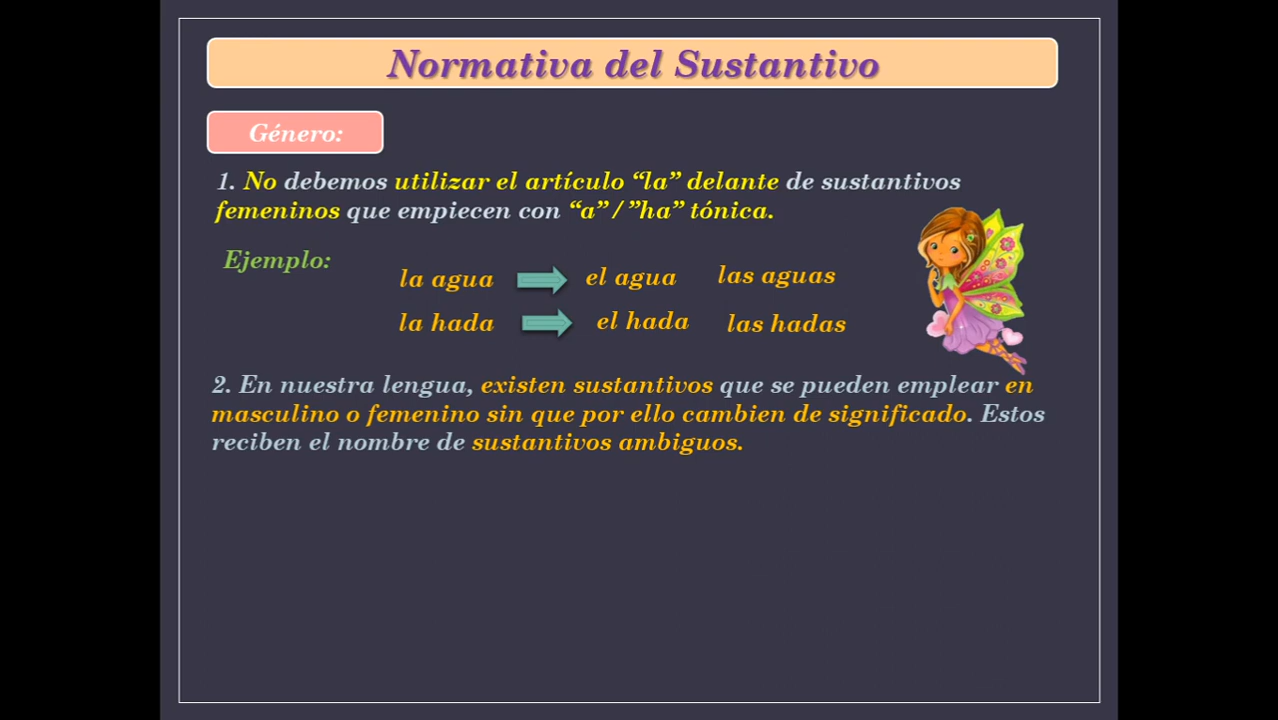 Normativa del Sustantivo
Género:
1. No debemos utilizar el artículo “la” delante de sustantivos
femeninos que empiecen con “a” / ”ha” tónica.
Ejemplo:
la agua el agua las aguas
la hada el hada las hadas
2. En nuestra lengua, existen sustantivos que se pueden emplear en
masculino o femenino sin que por ello cambien de significado. Estos
reciben el nombre de sustantivos ambiguos.